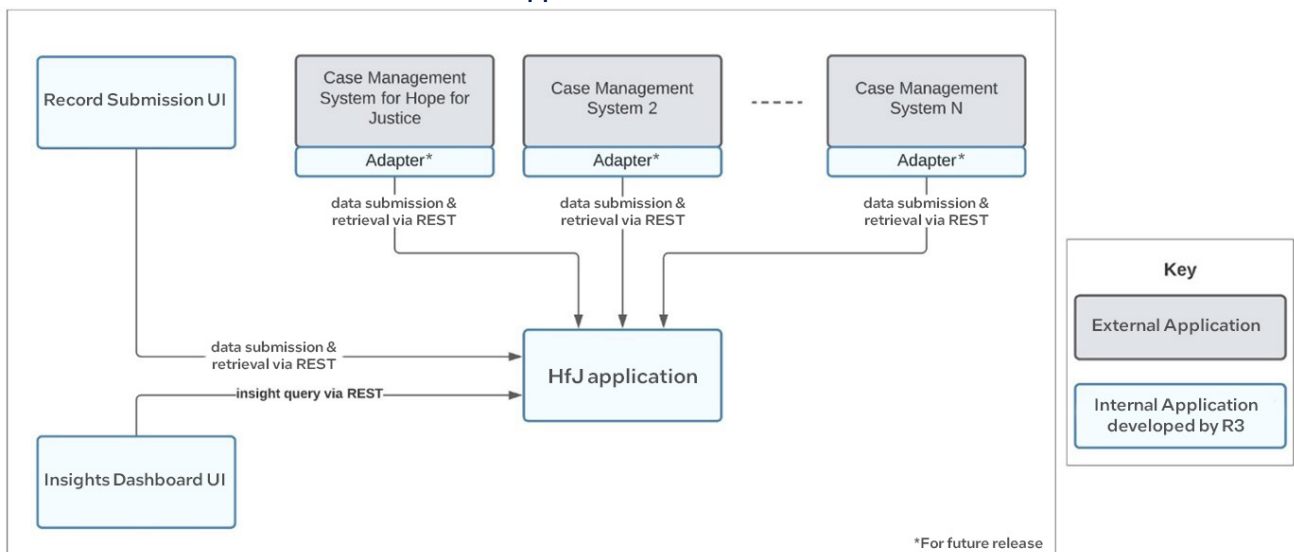 Record Submission UI
Case Management
System for Hope for
Justice
Adapter*
Case Management
System 2
Adapter*
Case Management
System N
Adapter*
data submission &
retrieval via REST
data submission &
retrieval via REST
data submission &
retrieval via REST
data submission &
retrieval via REST
insight query via REST
HfJ application
Insights Dashboard UI
*For future release
Key
External Application
Internal Application
developed by R3